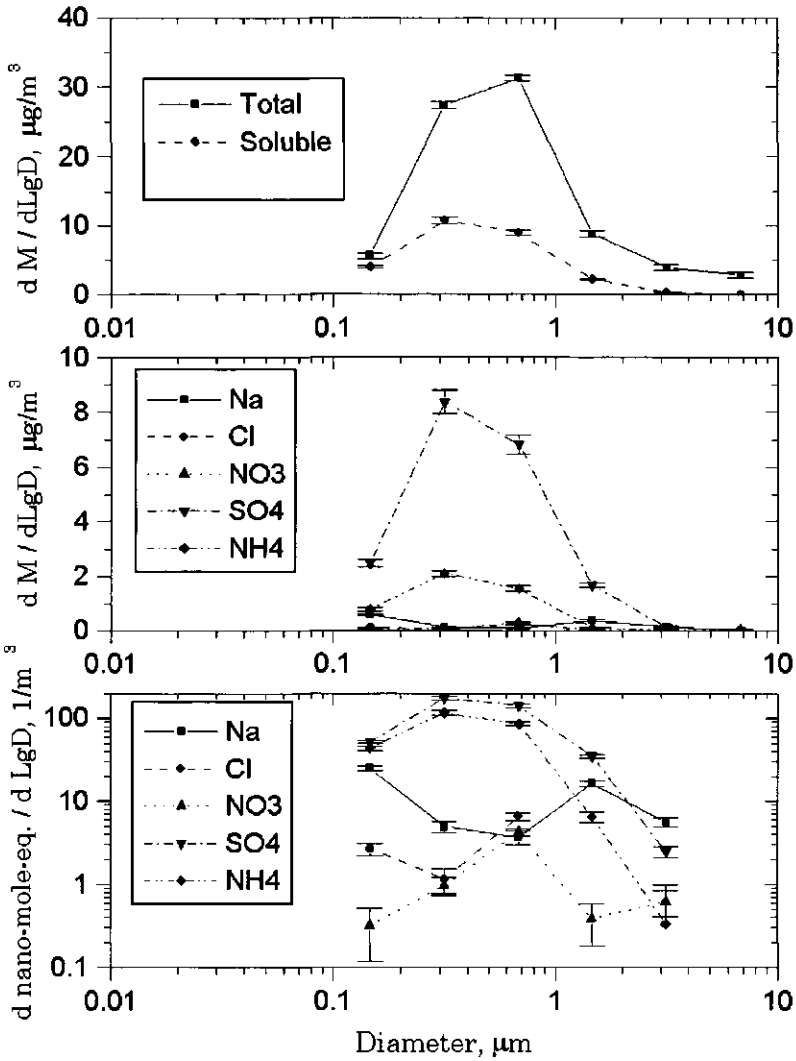 40
30
20
10
0
d M / dLgD, μg/m³
Total
Soluble
0.01 0.1 1 10
10
8
6
4
2
0
d M / dLgD, μg/m³
Na
Cl
NO3
SO4
NH4
0.01 0.1 1 10
100
10
1
0.1
d nano-mole-eq. / d LgD, 1/m³
Na
Cl
NO3
SO4
NH4
0.01 0.1 1 10
Diameter, μm